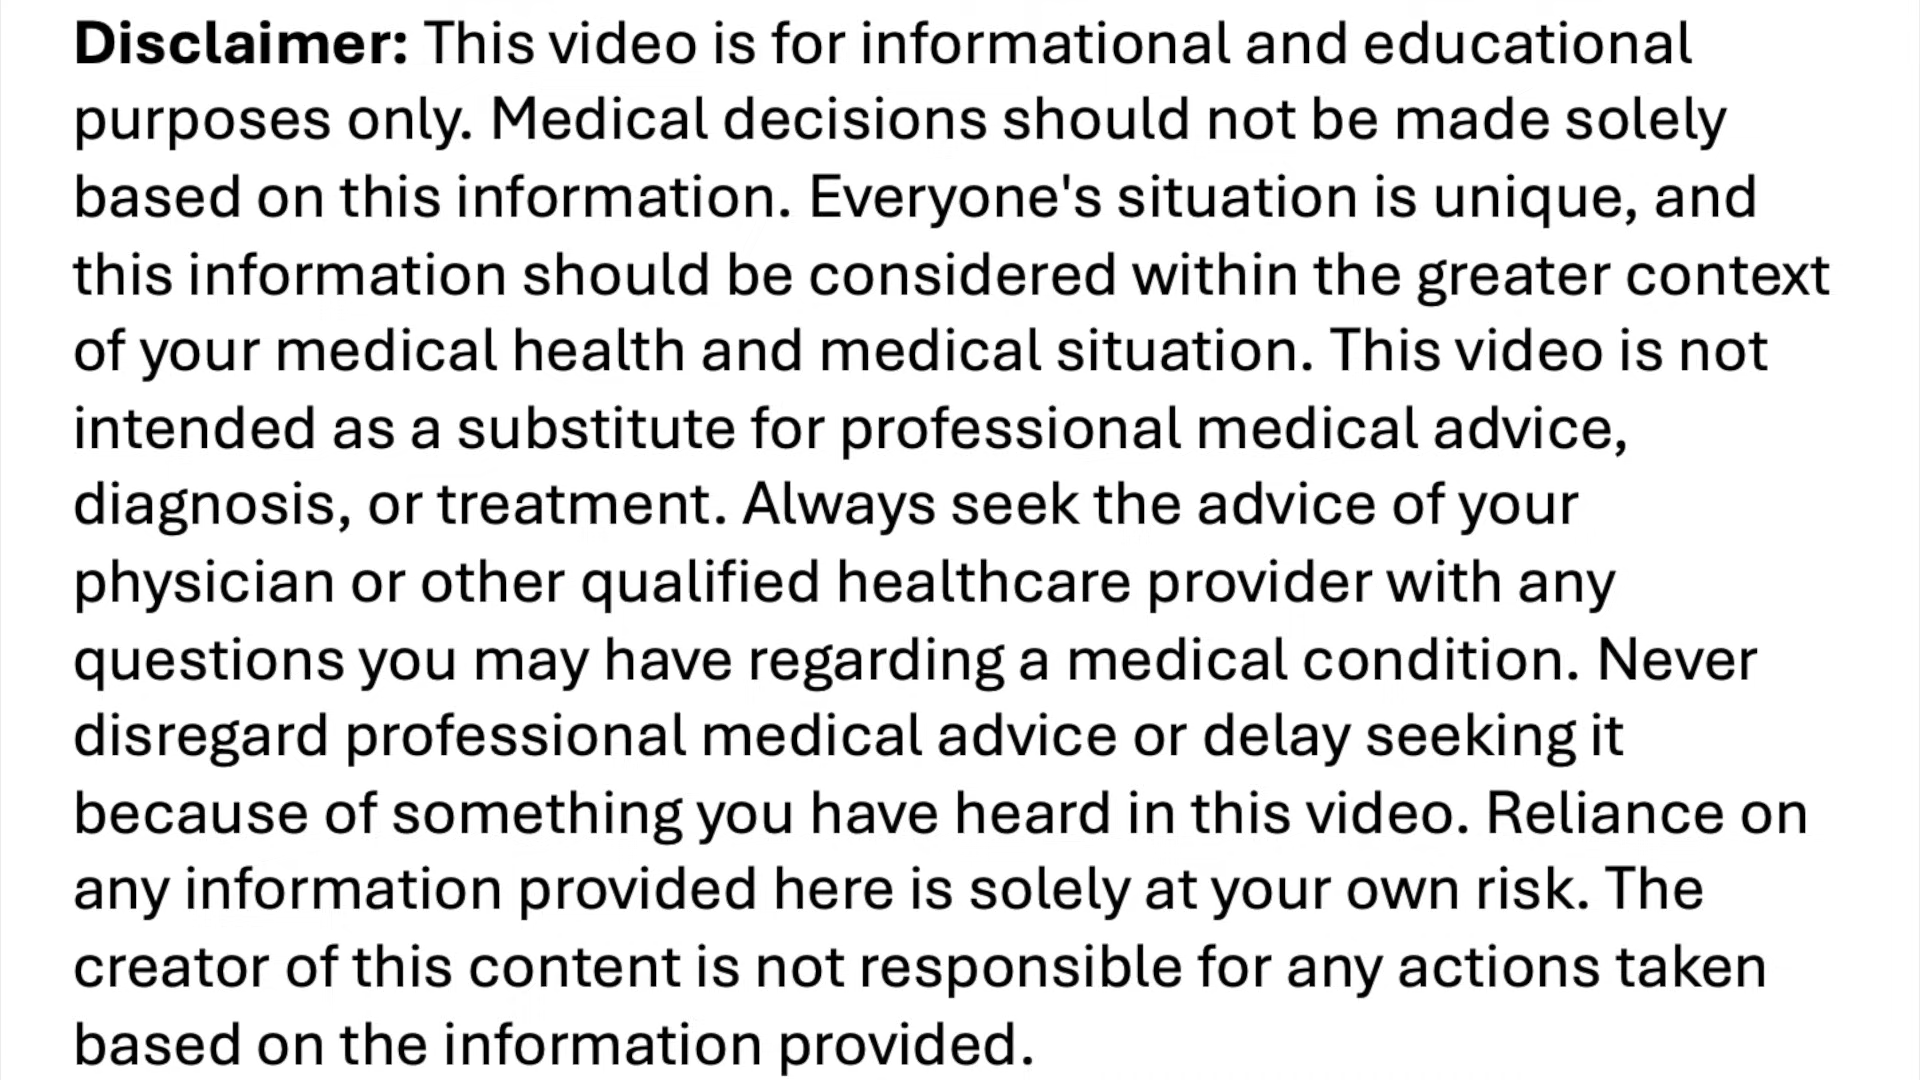 Disclaimer: This video is for informational and educational
purposes only. Medical decisions should not be made solely
based on this information. Everyone's situation is unique, and
this information should be considered within the greater context
of your medical health and medical situation. This video is not
intended as a substitute for professional medical advice,
diagnosis, or treatment. Always seek the advice of your
physician or other qualified healthcare provider with any
questions you may have regarding a medical condition. Never
disregard professional medical advice or delay seeking it
because of something you have heard in this video. Reliance on
any information provided here is solely at your own risk. The
creator of this content is not responsible for any actions taken
based on the information provided.